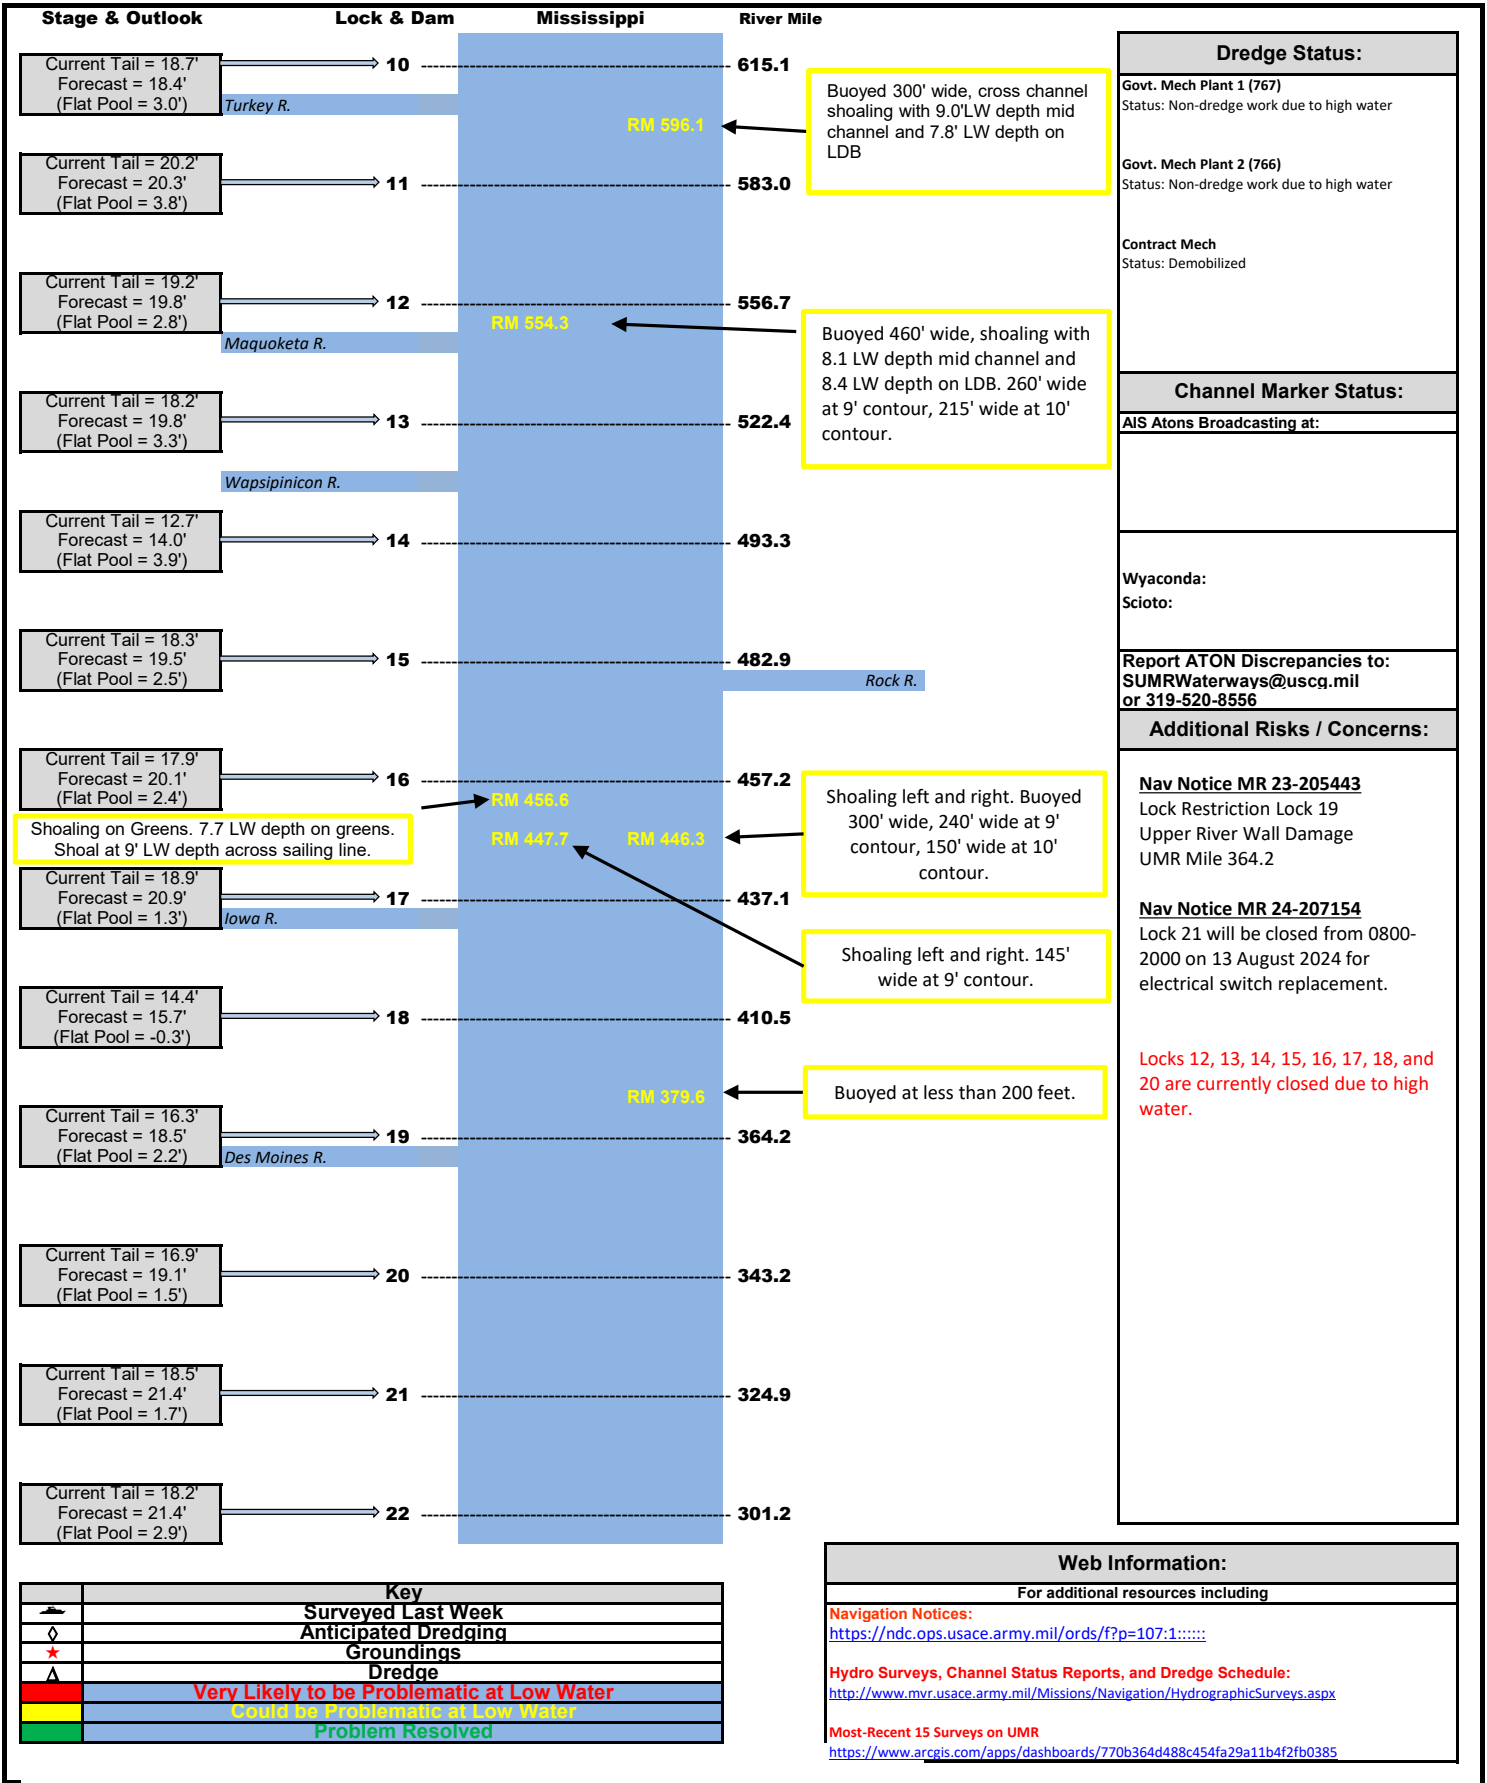 Stage & Outlook Lock & Dam Mississippi River Mile
Current Tail = 18.7'
Forecast = 18.4'
(Flat Pool = 3.0')
10
615.1
Turkey R.
RM 596.1
Buoyed 300' wide, cross channel
shoaling with 9.0'LW depth mid
channel and 7.8' LW depth on
LDB
Current Tail = 20.2'
Forecast = 20.3'
(Flat Pool = 3.8')
11
583.0
Current Tail = 19.2'
Forecast = 19.8'
(Flat Pool = 2.8')
12
556.7
RM 554.3
Maquoketa R.
Buoyed 460' wide, shoaling with
8.1 LW depth mid channel and
8.4 LW depth on LDB. 260' wide
at 9' contour, 215' wide at 10'
contour.
Current Tail = 18.2'
Forecast = 19.8'
(Flat Pool = 3.3')
13
522.4
Wapsipinicon R.
Current Tail = 12.7'
Forecast = 14.0'
(Flat Pool = 3.9')
14
493.3
Current Tail = 18.3'
Forecast = 19.5'
(Flat Pool = 2.5')
15
482.9
Rock R.
Current Tail = 17.9'
Forecast = 20.1'
(Flat Pool = 2.4')
16
457.2
RM 456.6
Shoaling on Greens. 7.7 LW depth on greens.
Shoal at 9' LW depth across sailing line.
RM 447.7
RM 446.3
Shoaling left and right. Buoyed
300' wide, 240' wide at 9'
contour, 150' wide at 10'
contour.
Current Tail = 18.9'
Forecast = 20.9'
(Flat Pool = 1.3')
17
437.1
Iowa R.
Shoaling left and right. 145'
wide at 9' contour.
Current Tail = 14.4'
Forecast = 15.7'
(Flat Pool = -0.3')
18
410.5
RM 379.6
Buoyed at less than 200 feet.
Current Tail = 16.3'
Forecast = 18.5'
(Flat Pool = 2.2')
19
364.2
Des Moines R.
Current Tail = 16.9'
Forecast = 19.1'
(Flat Pool = 1.5')
20
343.2
Current Tail = 18.5'
Forecast = 21.4'
(Flat Pool = 1.7')
21
324.9
Current Tail = 18.2'
Forecast = 21.4'
(Flat Pool = 2.9')
22
301.2
Dredge Status:
Govt. Mech Plant 1 (767)
Status: Non-dredge work due to high water
Govt. Mech Plant 2 (766)
Status: Non-dredge work due to high water
Contract Mech
Status: Demobilized
Channel Marker Status:
AIS Atons Broadcasting at:
Wyaconda:
Scioto:
Report ATON Discrepancies to:
SUMRWaterways@uscg.mil
or 319-520-8556
Additional Risks / Concerns:
Nav Notice MR 23-205443
Lock Restriction Lock 19
Upper River Wall Damage
UMR Mile 364.2
Nav Notice MR 24-207154
Lock 21 will be closed from 0800-
2000 on 13 August 2024 for
electrical switch replacement.
Locks 12, 13, 14, 15, 16, 17, 18, and
20 are currently closed due to high
water.
Key
Surveyed Last Week
Anticipated Dredging
Groundings
Dredge
Very Likely to be Problematic at Low Water
Could be Problematic at Low Water
Problem Resolved
Web Information:
For additional resources including
Navigation Notices:
https://ndc.ops.usace.army.mil/ords/f?p=107:1::::::
Hydro Surveys, Channel Status Reports, and Dredge Schedule:
http://www.mvr.usace.army.mil/Missions/Navigation/HydrographicSurveys.aspx
Most-Recent 15 Surveys on UMR
https://www.arcgis.com/apps/dashboards/770b364d488c454fa29a11b4f2fb0385